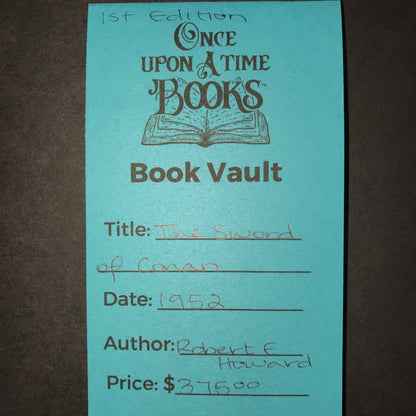 1st Edition
ONCE
UPON A TIME
BOOKS™
Book Vault
Title: The Sword
of Conan
Date: 1952
Author: Robert E.
Howard
Price: $37500